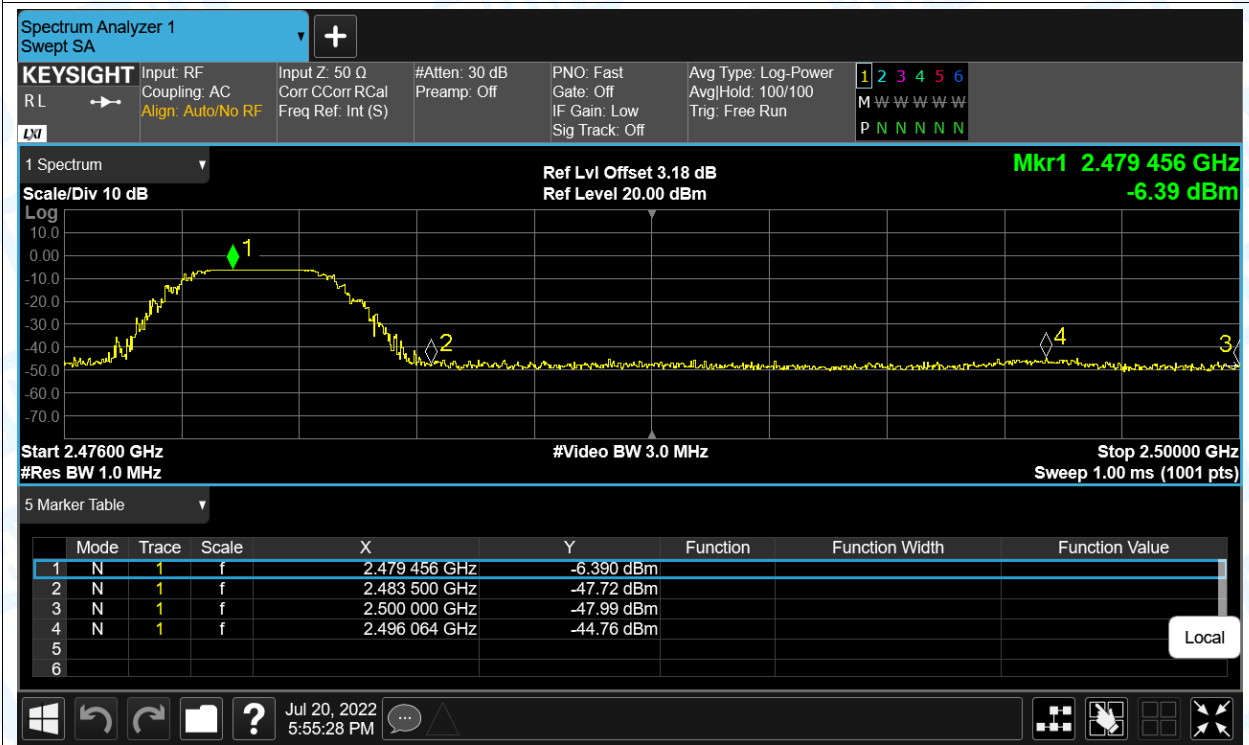 Spectrum Analyzer 1
Swept SA
KEYSIGHT
R L
LXI
Input: RF
Coupling: AC
Align: Auto/No RF
Input Z: 50 Ω
Corr CCorr RCal
Freq Ref: Int (S)
#Atten: 30 dB
Preamp: Off
PNO: Fast
Gate: Off
IF Gain: Low
Sig Track: Off
Avg Type: Log-Power
Avg|Hold: 100/100
Trig: Free Run
1 2 3 4 5 6
M W W W W W
P N N N N N
1 Spectrum
Scale/Div 10 dB
Ref Lvl Offset 3.18 dB
Ref Level 20.00 dBm
Mkr1 2.479 456 GHz
-6.39 dBm
Log
10.0
0.00
-10.0
-20.0
-30.0
-40.0
-50.0
-60.0
-70.0
1
2
4
3
Start 2.47600 GHz
#Res BW 1.0 MHz
#Video BW 3.0 MHz
Stop 2.50000 GHz
Sweep 1.00 ms (1001 pts)
5 Marker Table
Mode Trace Scale X Y Function Function Width Function Value
1 N 1 f 2.479 456 GHz -6.390 dBm
2 N 1 f 2.483 500 GHz -47.72 dBm
3 N 1 f 2.500 000 GHz -47.99 dBm
4 N 1 f 2.496 064 GHz -44.76 dBm
5
6
Local
?
Jul 20, 2022
5:55:28 PM